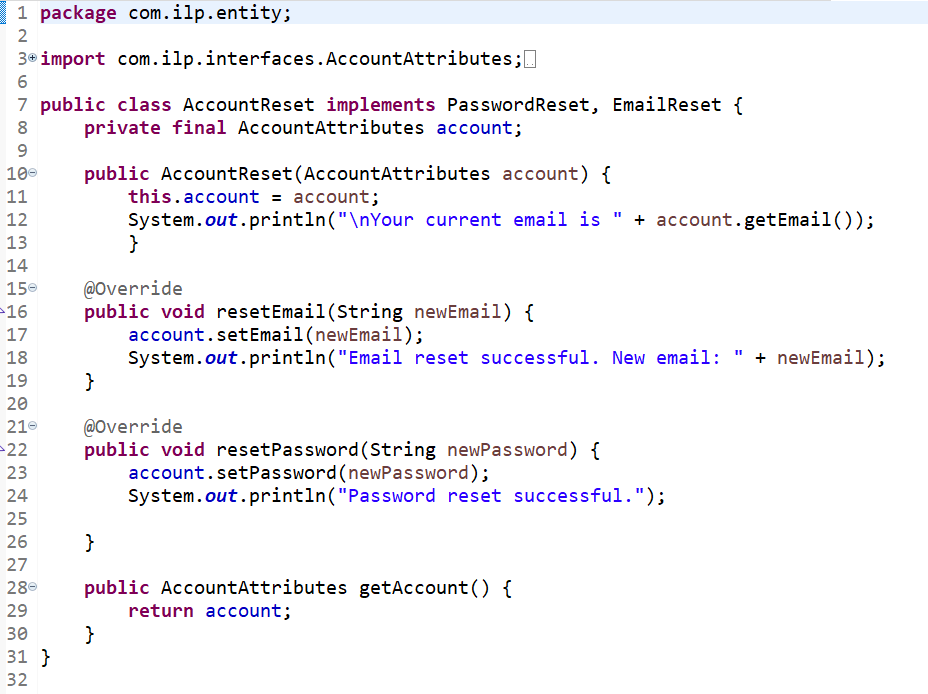 1 package com.ilp.entity;
2
3 import com.ilp.interfaces.AccountAttributes;
6
7 public class AccountReset implements PasswordReset, EmailReset {
8     private final AccountAttributes account;
9
10     public AccountReset(AccountAttributes account) {
11         this.account = account;
12         System.out.println("\nYour current email is " + account.getEmail());
13         }
14
15     @Override
16     public void resetEmail(String newEmail) {
17         account.setEmail(newEmail);
18         System.out.println("Email reset successful. New email: " + newEmail);
19     }
20
21     @Override
22     public void resetPassword(String newPassword) {
23         account.setPassword(newPassword);
24         System.out.println("Password reset successful.");
25
26     }
27
28     public AccountAttributes getAccount() {
29         return account;
30     }
31 }
32